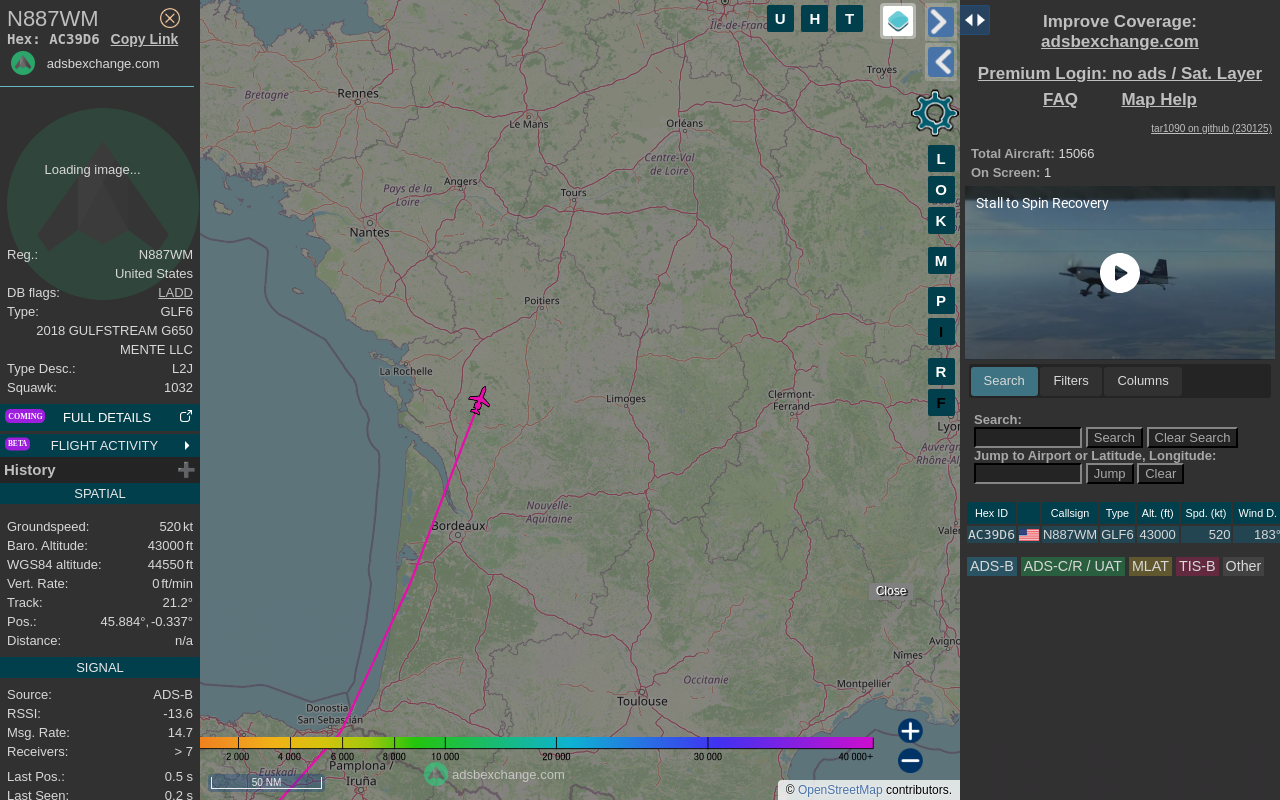 N887WM
Hex: AC39D6 Copy Link
adsbexchange.com
Loading image...
Reg.: N887WM
United States
DB flags: LADD
Type: GLF6
2018 GULFSTREAM G650
MENTE LLC
Type Desc.: L2J
Squawk: 1032
COMING FULL DETAILS
BETA FLIGHT ACTIVITY
History
SPATIAL
Groundspeed: 520 kt
Baro. Altitude: 43000 ft
WGS84 altitude: 44550 ft
Vert. Rate: 0 ft/min
Track: 21.2°
Pos.: 45.884°, -0.337°
Distance: n/a
SIGNAL
Source: ADS-B
RSSI: -13.6
Msg. Rate: 14.7
Receivers: > 7
Last Pos.: 0.5 s
Last Seen: 0.2 s
U H T
L
O
K
M
P
I
R
F
Île-de-France
Troyes
Bretagne
Rennes
Le Mans
Orléans
Centre-Val
de Loire
Pays de la
Loire
Angers
Tours
Nantes
Poitiers
La Rochelle
Limoges
Clermont-
Ferrand
Lyon
Auvergne
Rhône-Al
Nouvelle-
Aquitaine
Bordeaux
Valen
Close
Avigno
Nîmes
Occitanie
Montpellier
Toulouse
Donostia
San Sebastián
Euskadi
Pamplona /
Iruña
2 000 4 000 6 000 8 000 10 000 20 000 30 000 40 000+
50 NM
adsbexchange.com
© OpenStreetMap contributors.
Improve Coverage:
adsbexchange.com
Premium Login: no ads / Sat. Layer
FAQ Map Help
tar1090 on github (230125)
Total Aircraft: 15066
On Screen: 1
Stall to Spin Recovery
Search Filters Columns
Search:
Search Clear Search
Jump to Airport or Latitude, Longitude:
Jump Clear
Hex ID Callsign Type Alt. (ft) Spd. (kt) Wind D.
AC39D6 N887WM GLF6 43000 520 183°
ADS-B ADS-C/R / UAT MLAT TIS-B Other